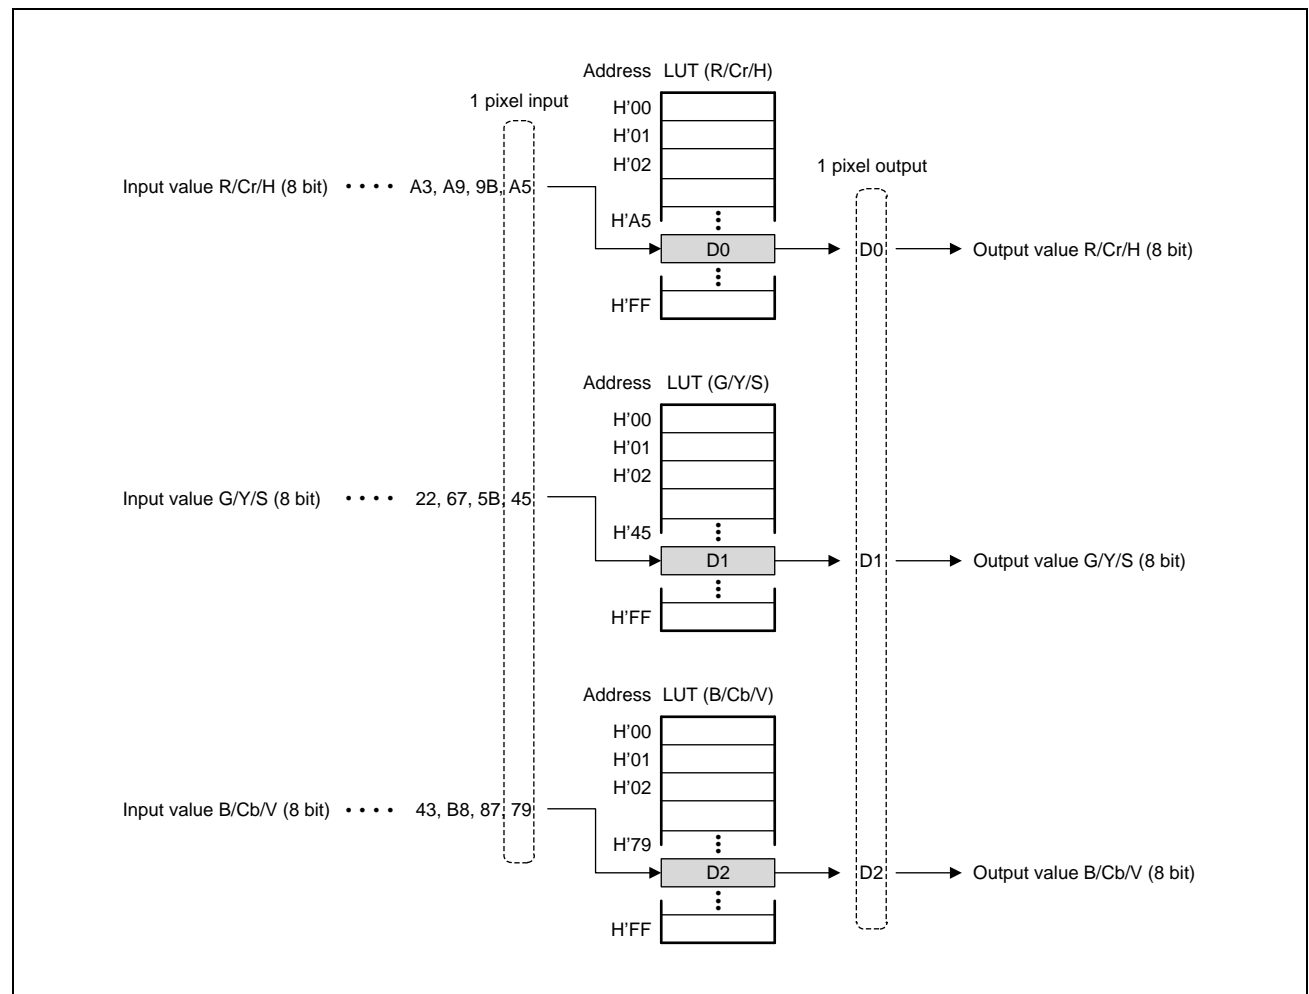 Address LUT (R/Cr/H)
1 pixel input
H'00
H'01
H'02
1 pixel output
Input value R/Cr/H (8 bit) • • • • A3, A9, 9B, A5
H'A5
D0
D0
Output value R/Cr/H (8 bit)
H'FF
Address LUT (G/Y/S)
H'00
H'01
H'02
Input value G/Y/S (8 bit) • • • • 22, 67, 5B, 45
H'45
D1
D1
Output value G/Y/S (8 bit)
H'FF
Address LUT (B/Cb/V)
H'00
H'01
H'02
Input value B/Cb/V (8 bit) • • • • 43, B8, 87, 79
H'79
D2
D2
Output value B/Cb/V (8 bit)
H'FF